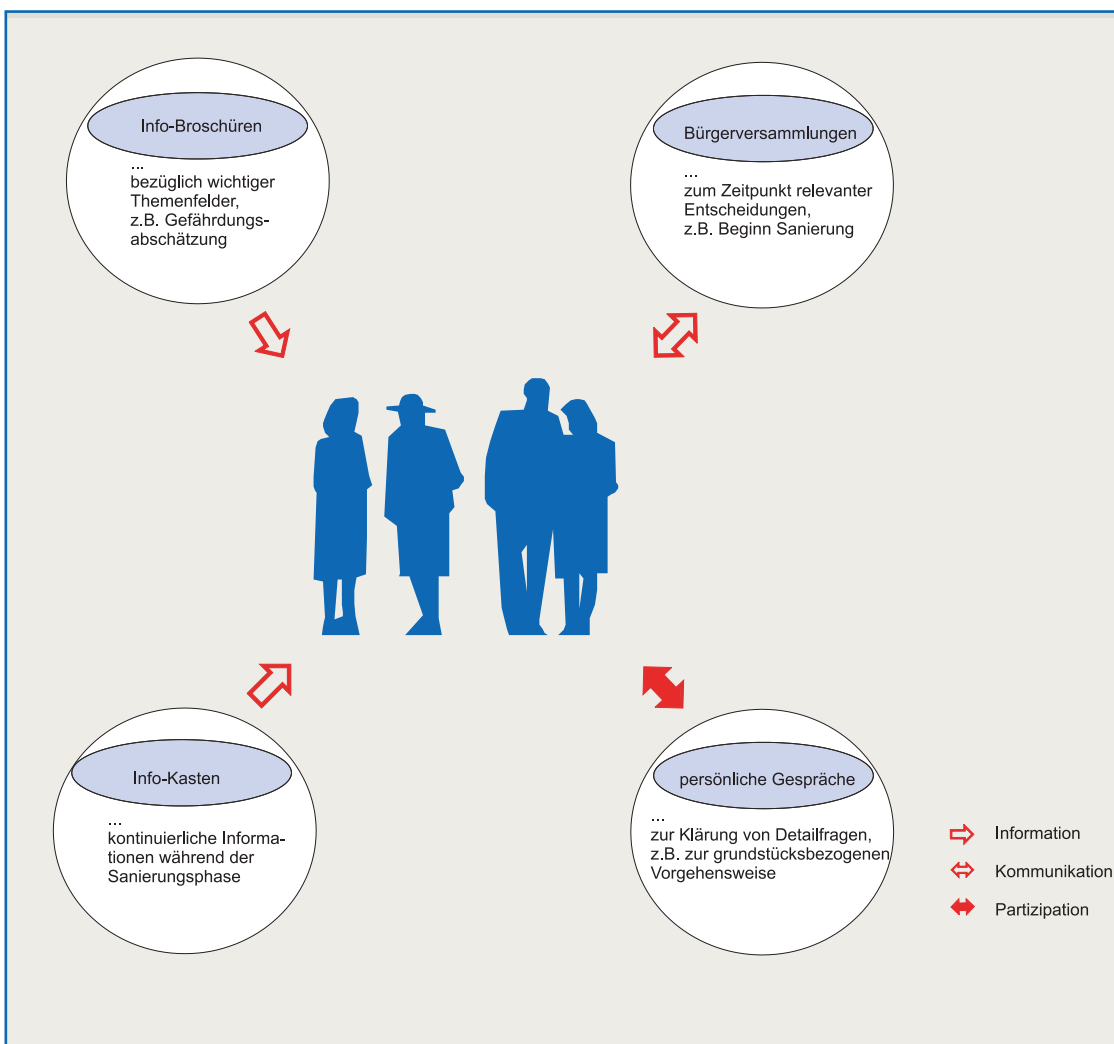 Info-Broschüren
...
bezüglich wichtiger
Themenfelder,
z.B. Gefährdungs-
abschätzung
Bürgerversammlungen
...
zum Zeitpunkt relevanter
Entscheidungen,
z.B. Beginn Sanierung
Info-Kasten
...
kontinuierliche Informa-
tionen während der
Sanierungsphase
persönliche Gespräche
...
zur Klärung von Detailfragen,
z.B. zur grundstücksbezogenen
Vorgehensweise
Information
Kommunikation
Partizipation